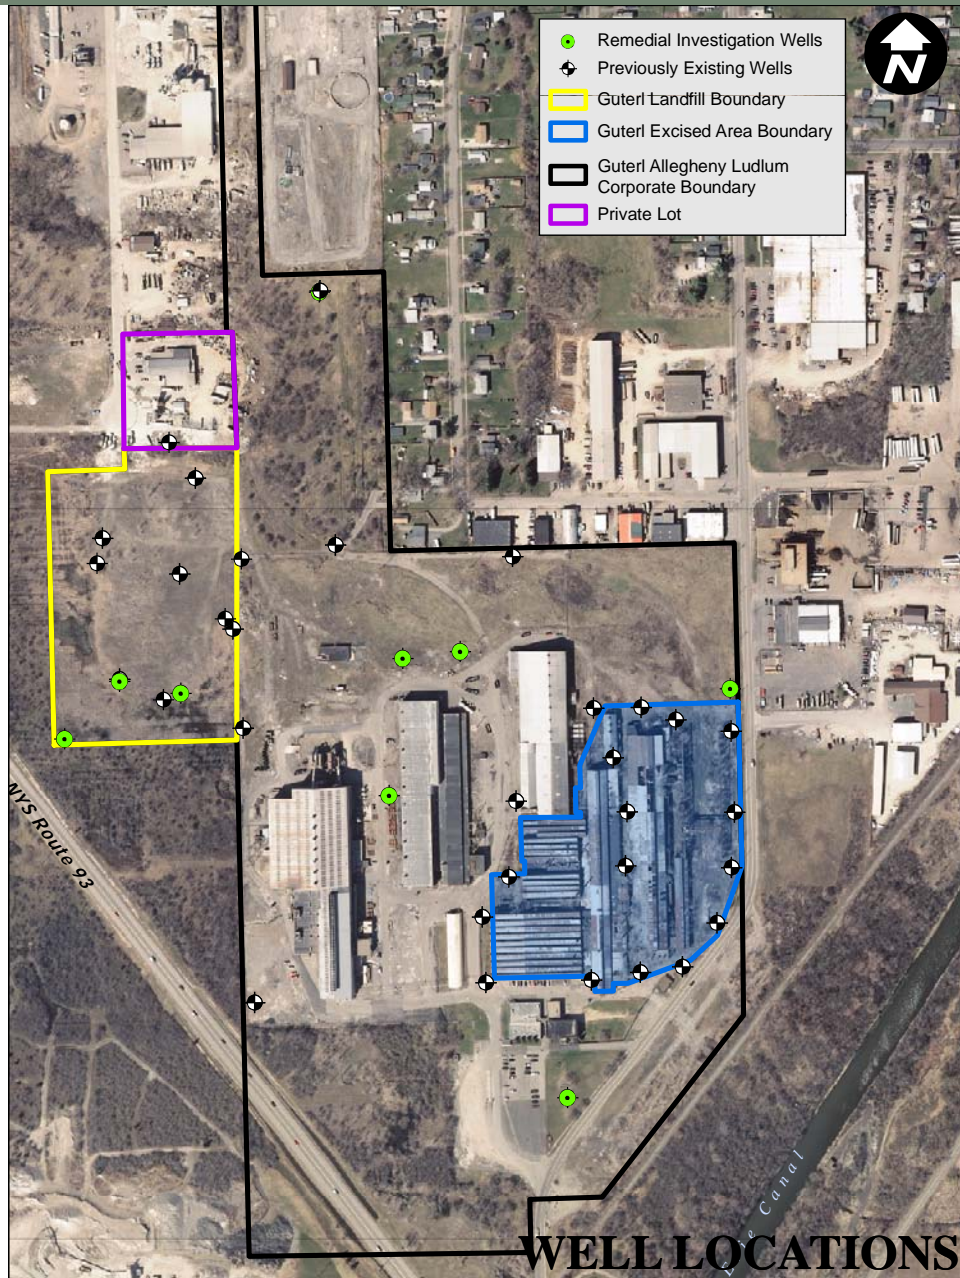 Remedial Investigation Wells
Previously Existing Wells
Guterl Landfill Boundary
Guterl Excised Area Boundary
Guterl Allegheny Ludlum
Corporate Boundary
Private Lot
N
NYS Route 93
Canal
WELL LOCATIONS